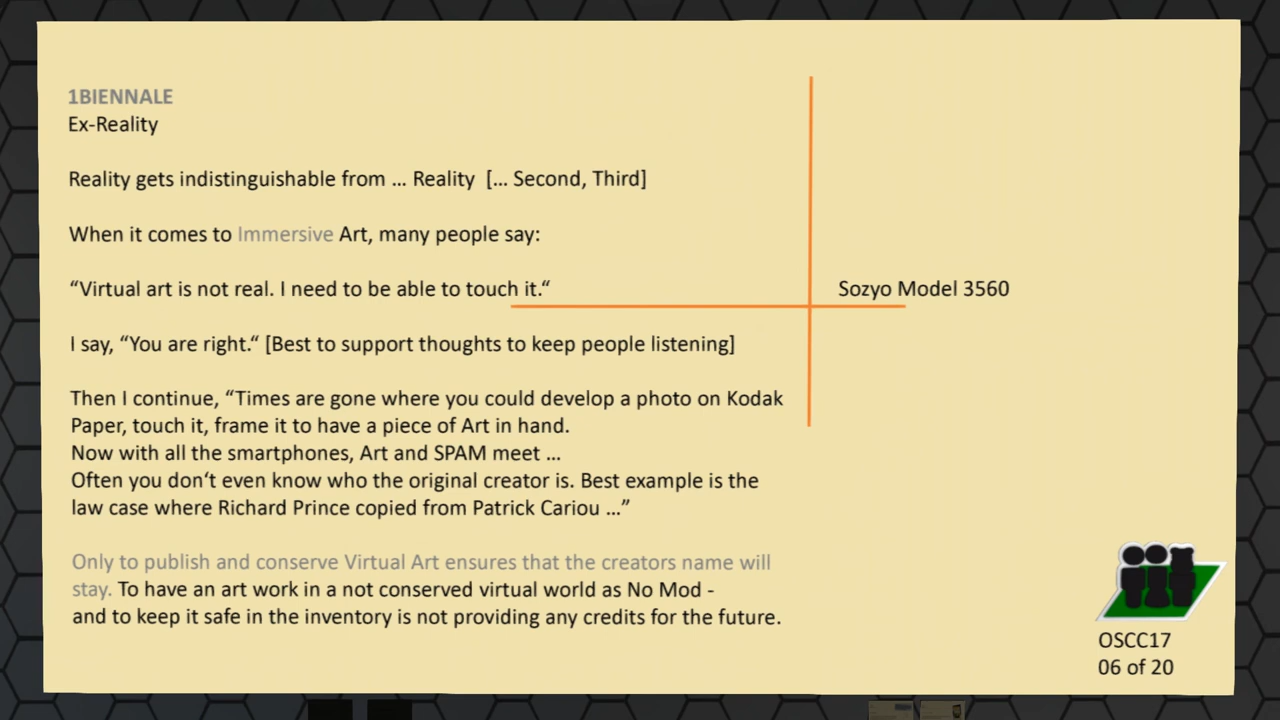 1BIENNALE
Ex-Reality
Reality gets indistinguishable from ... Reality [... Second, Third]
When it comes to Immersive Art, many people say:
“Virtual art is not real. I need to be able to touch it.“
Sozyo Model 3560
I say, “You are right.“ [Best to support thoughts to keep people listening]
Then I continue, “Times are gone where you could develop a photo on Kodak
Paper, touch it, frame it to have a piece of Art in hand.
Now with all the smartphones, Art and SPAM meet ...
Often you don‘t even know who the original creator is. Best example is the
law case where Richard Prince copied from Patrick Cariou ...”
Only to publish and conserve Virtual Art ensures that the creators name will
stay. To have an art work in a not conserved virtual world as No Mod -
and to keep it safe in the inventory is not providing any credits for the future.
OSCC17
06 of 20